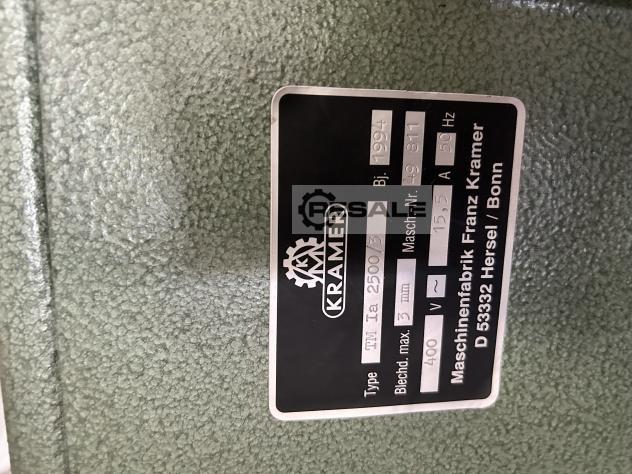 KRAMER
Type TM Ia 2500/3 Bj. 1994
Blechd. max. 3 mm Masch.-Nr. 49 811
400 V ~ 15,5 A 50 Hz
Maschinenfabrik Franz Kramer
D 53332 Hersel / Bonn
RESALE